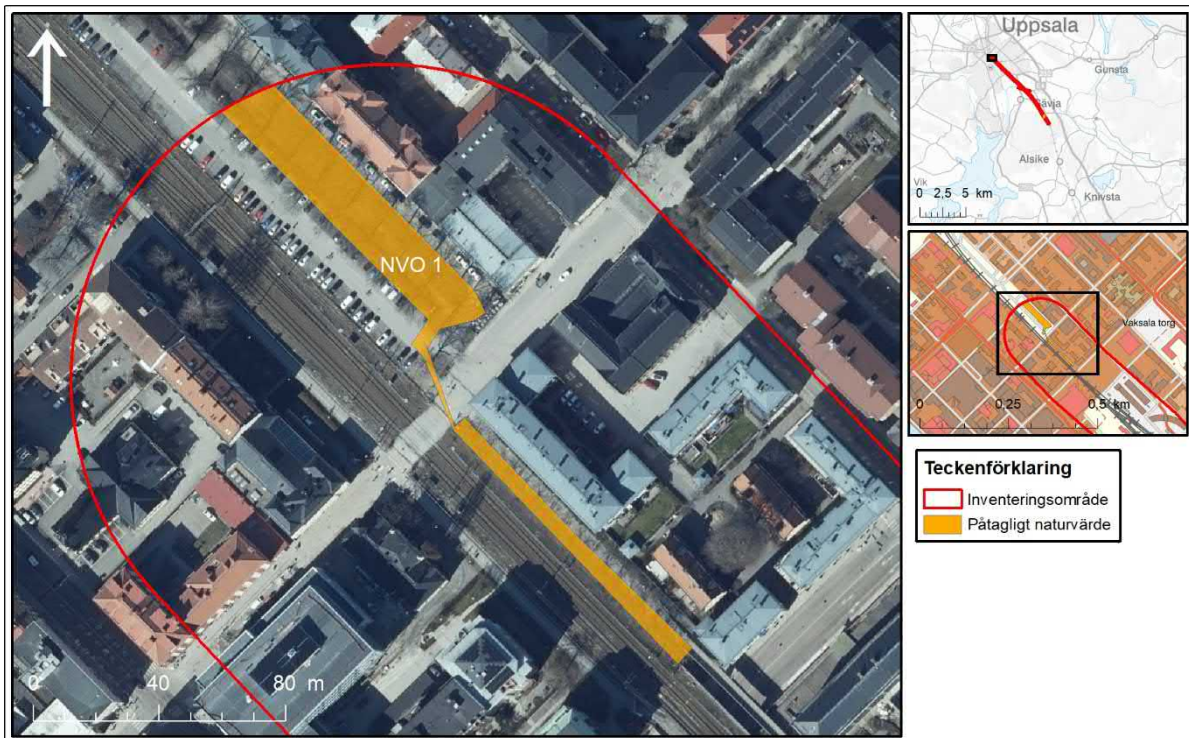 NVO 1
0 40 80 m
Uppsala
Gunsta
Sävja
Alsike
Vik
Knivsta
0 2,5 5 km
Vaksala torg
0 0,25 0,5 km
Teckenförklaring
Inventeringsområde
Påtagligt naturvärde